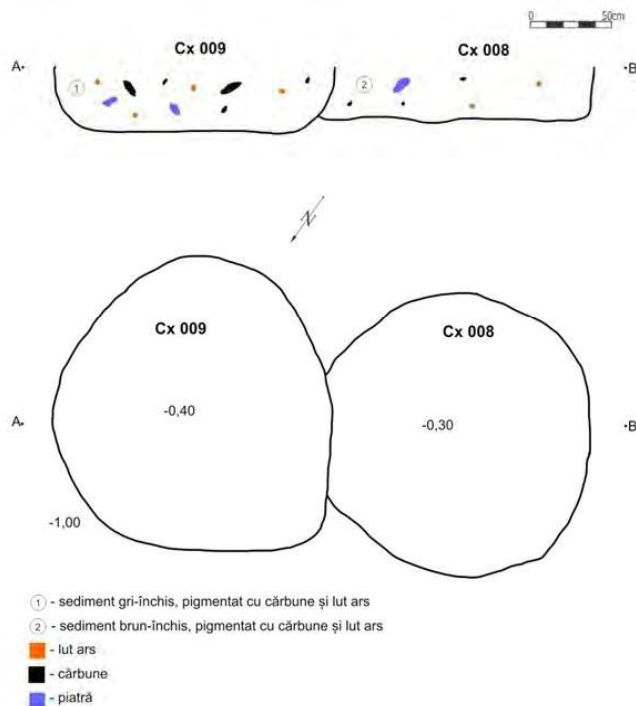 0 50cm
Cx 009 Cx 008
A B
1 2
N
Cx 009 Cx 008
-0,40 -0,30
A B
-1,00
1 - sediment gri-închis, pigmentat cu cărbune și lut ars
2 - sediment brun-închis, pigmentat cu cărbune și lut ars
- lut ars
- cărbune
- piatră